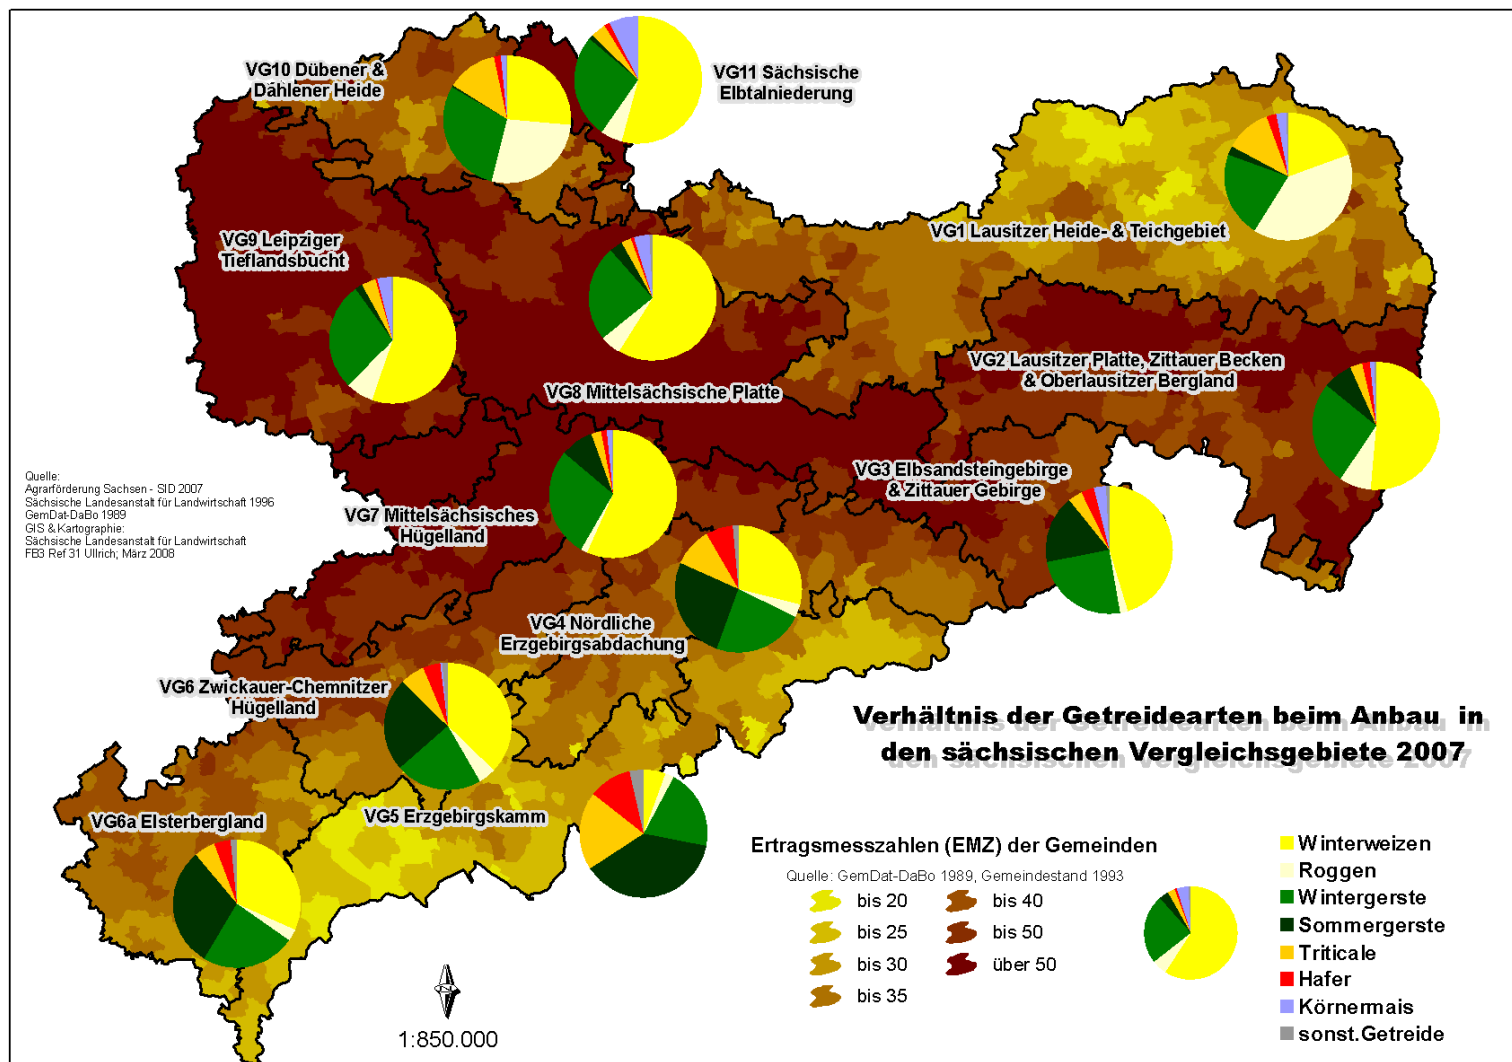 VG10 Dübener &
Dahlener Heide
VG11 Sächsische
Elbtalniederung
VG1 Lausitzer Heide- & Teichgebiet
VG9 Leipziger
Tieflandsbucht
VG2 Lausitzer Platte, Zittauer Becken
& Oberlausitzer Bergland
VG8 Mittelsächsische Platte
VG3 Elbsandsteingebirge
& Zittauer Gebirge
Quelle:
Agrarförderung Sachsen - SID 2007
Sächsische Landesanstalt für Landwirtschaft 1996
GemDat-DaBo 1989
GIS & Kartographie:
Sächsische Landesanstalt für Landwirtschaft
FB3 Ref 31 Ullrich; März 2008
VG7 Mittelsächsisches
Hügelland
VG4 Nördliche
Erzgebirgsabdachung
VG6 Zwickauer-Chemnitzer
Hügelland
Verhältnis der Getreidearten beim Anbau in
den sächsischen Vergleichsgebiete 2007
VG6a Elsterbergland
VG5 Erzgebirgskamm
Ertragsmesszahlen (EMZ) der Gemeinden
Quelle: GemDat-DaBo 1989, Gemeindestand 1993
bis 20
bis 25
bis 30
bis 35
bis 40
bis 50
über 50
Winterweizen
Roggen
Wintergerste
Sommergerste
Triticale
Hafer
Körnermais
sonst.Getreide
N
1:850.000